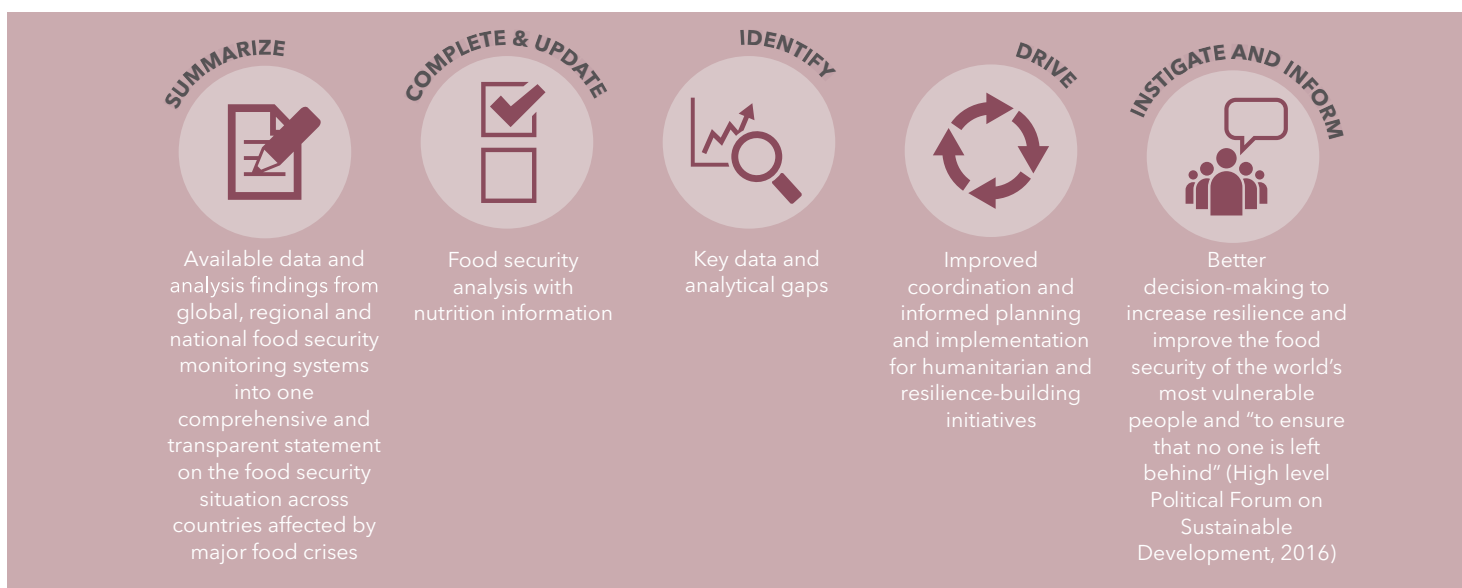 SUMMARIZE
Available data and
analysis findings from
global, regional and
national food security
monitoring systems
into one
comprehensive and
transparent statement
on the food security
situation across
countries affected by
major food crises
COMPLETE & UPDATE
Food security
analysis with
nutrition information
IDENTIFY
Key data and
analytical gaps
DRIVE
Improved
coordination and
informed planning
and implementation
for humanitarian and
resilience-building
initiatives
INSTIGATE AND INFORM
Better
decision-making to
increase resilience and
improve the food
security of the world’s
most vulnerable
people and “to ensure
that no one is left
behind” (High level
Political Forum on
Sustainable
Development, 2016)